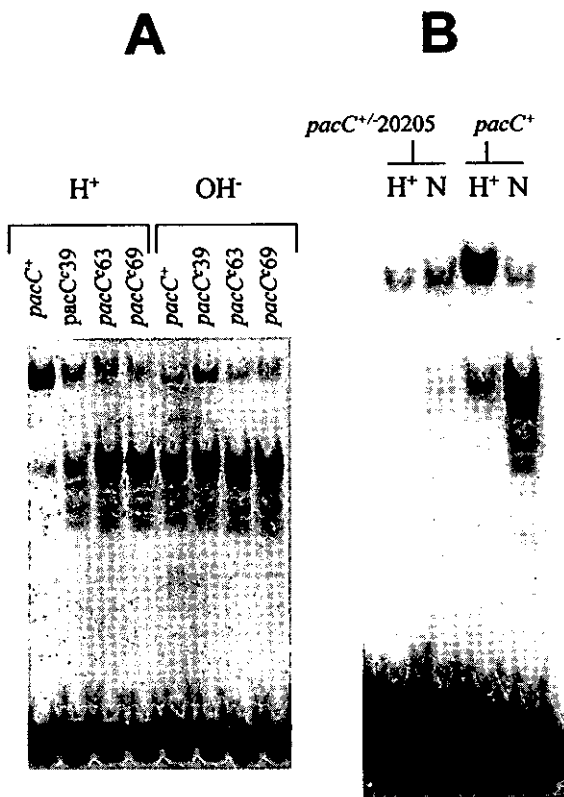 A B
pacC+/-20205 pacC+
H+ N H+ N
H+ OH-
pacC+ pacCc39 pacCc63 pacCc69 pacC+ pacCc39 pacCc63 pacCc69